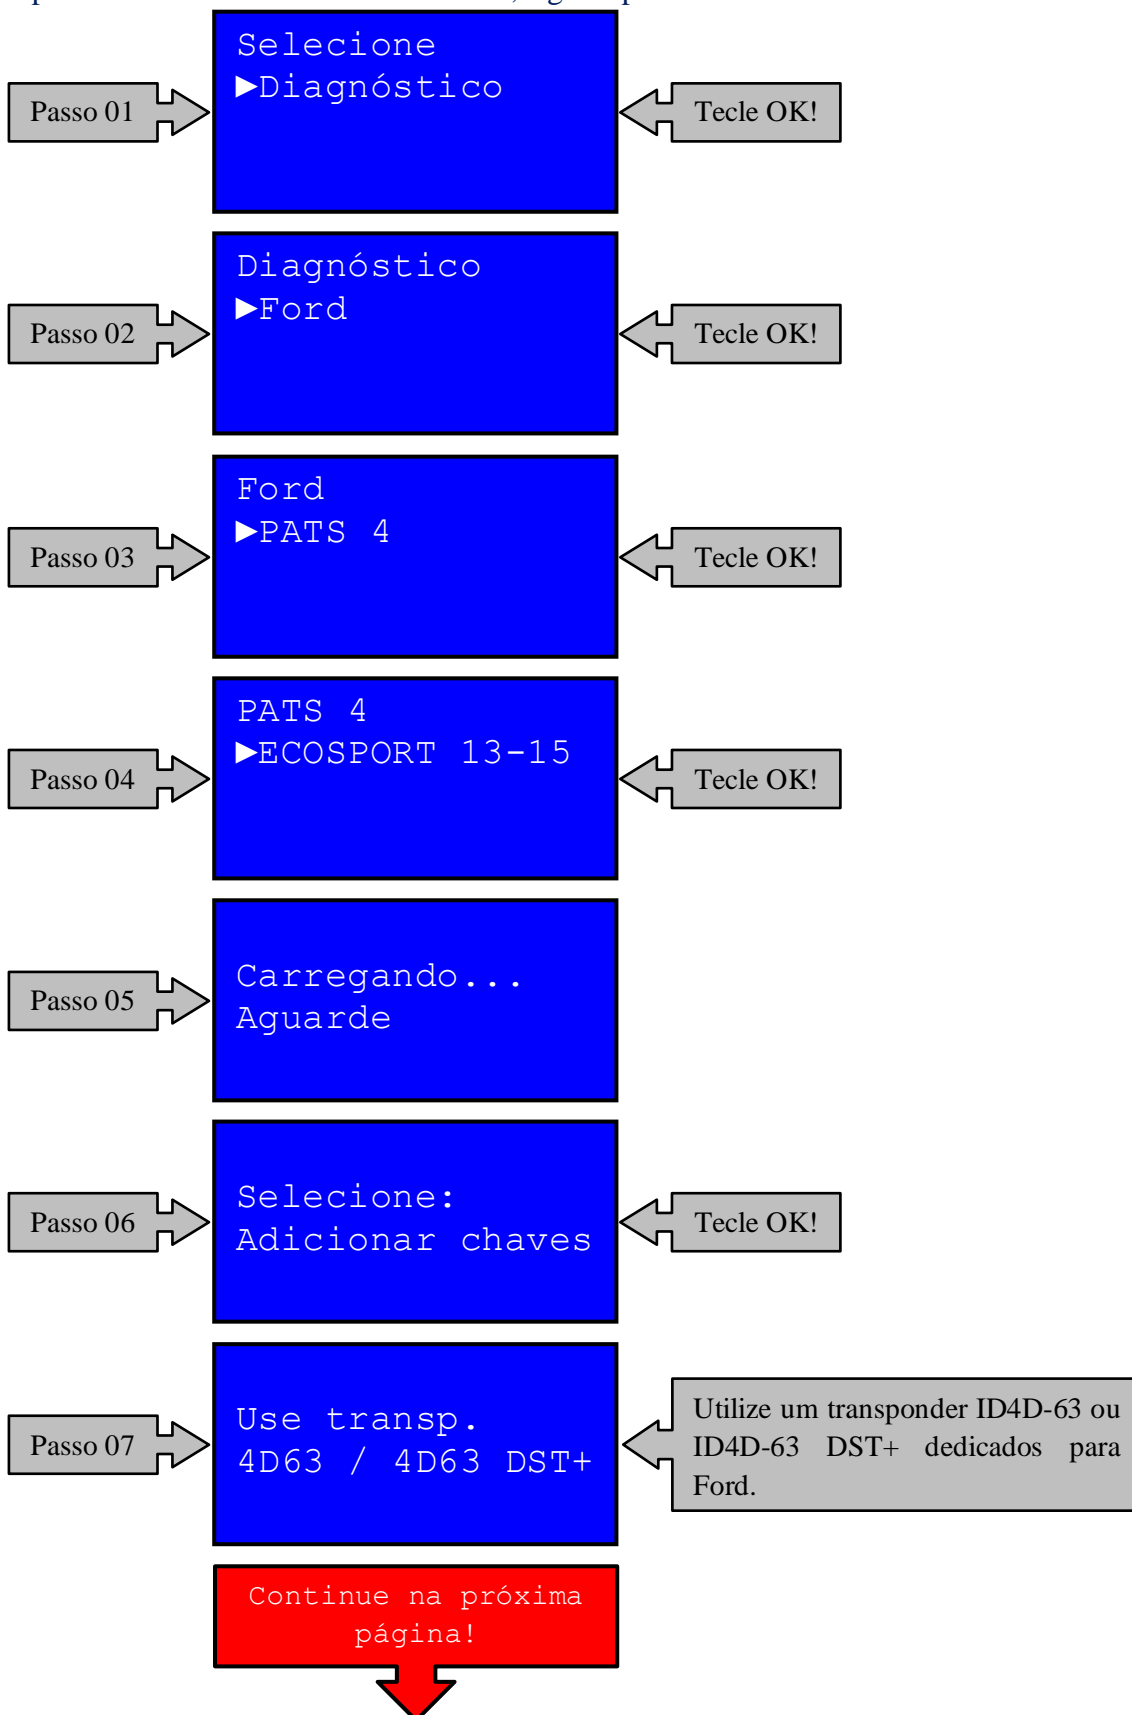 Selecione
►Diagnóstico
Passo 01
Tecle OK!
Diagnóstico
►Ford
Passo 02
Tecle OK!
Ford
►PATS 4
Passo 03
Tecle OK!
PATS 4
►ECOSPORT 13-15
Passo 04
Tecle OK!
Carregando...
Aguarde
Passo 05
Selecione:
Adicionar chaves
Passo 06
Tecle OK!
Use transp.
4D63 / 4D63 DST+
Passo 07
Utilize um transponder ID4D-63 ou
ID4D-63 DST+ dedicados para
Ford.
Continue na próxima
página!